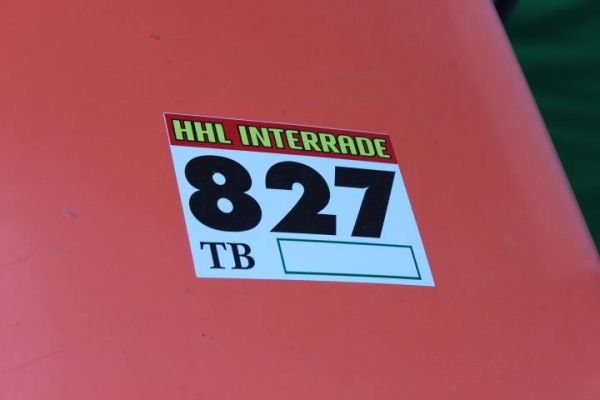 HHL INTERRADE
827
TB